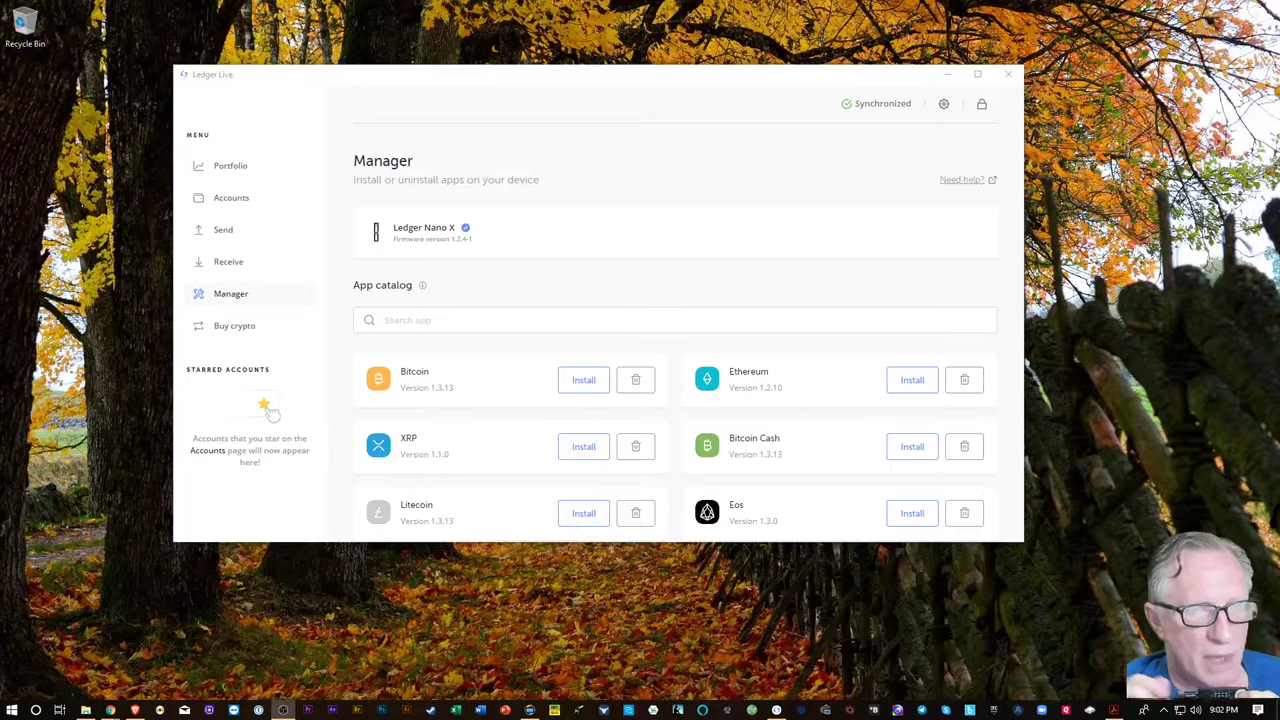 Recycle Bin
Ledger Live
Synchronized
MENU
Portfolio
Accounts
Send
Receive
Manager
Buy crypto
STARRED ACCOUNTS
Accounts that you star on the
Accounts page will now appear
here!
Manager
Install or uninstall apps on your device
Need help?
Ledger Nano X
Firmware version 1.2.4-1
App catalog
Search app
Bitcoin
Version 1.3.13
Install
Ethereum
Version 1.2.10
Install
XRP
Version 1.1.0
Install
Bitcoin Cash
Version 1.3.13
Install
Litecoin
Version 1.3.13
Install
Eos
Version 1.3.0
Install
9:02 PM